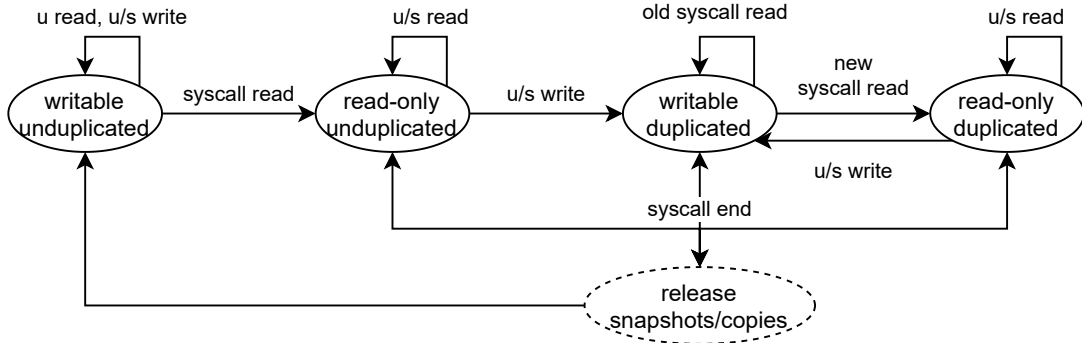 u read, u/s write
u/s read
old syscall read
u/s read
writable
unduplicated
syscall read
read-only
unduplicated
u/s write
writable
duplicated
new
syscall read
read-only
duplicated
u/s write
syscall end
release
snapshots/copies